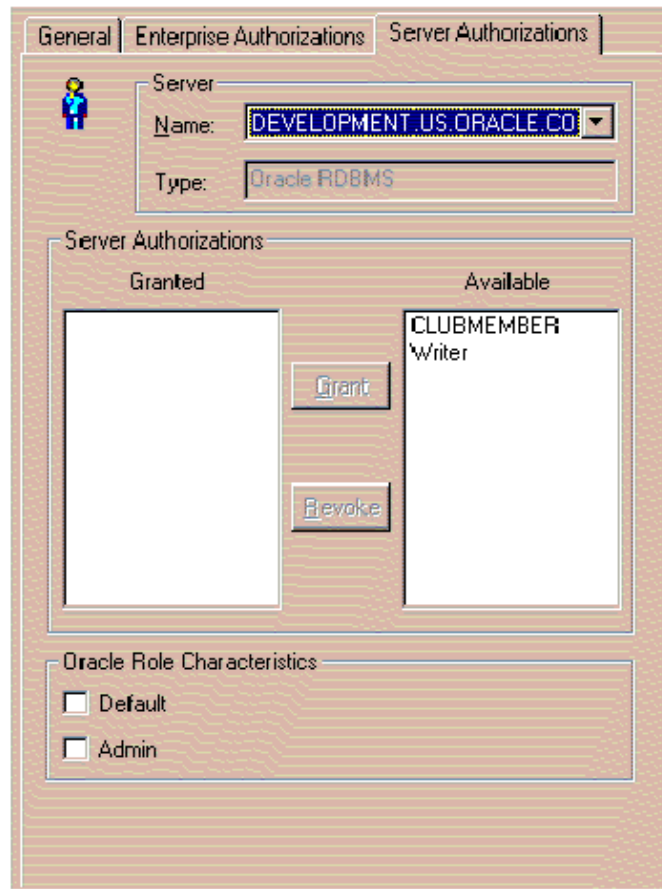 General Enterprise Authorizations Server Authorizations
Server
Name: DEVELOPMENT.US.ORACLE.CO
Type: Oracle RDBMS
Server Authorizations
Granted Available
CLUBMEMBER
Writer
Grant
Revoke
Oracle Role Characteristics
Default
Admin